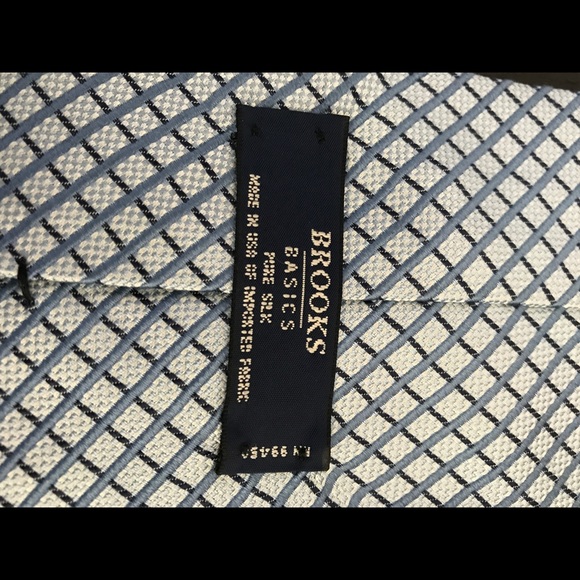 BROOKS
BASICS
PURE SILK
MADE IN USA OF IMPORTED FABRIC
RN 99450